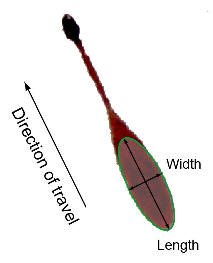 Direction of travel
Width
Length